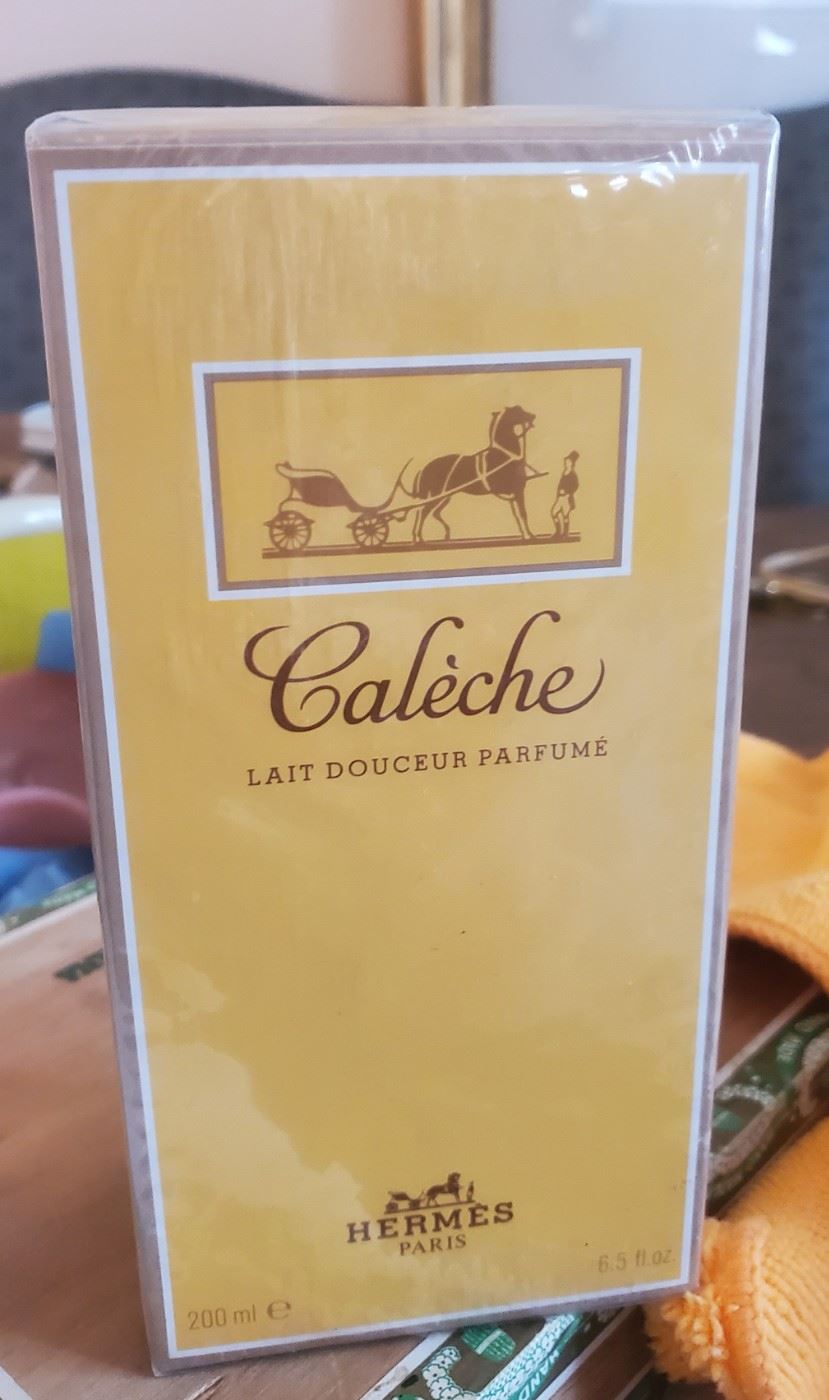 Calèche
LAIT DOUCEUR PARFUMÉ
HERMÈS
PARIS
200 ml ℮
6.5 fl.oz.